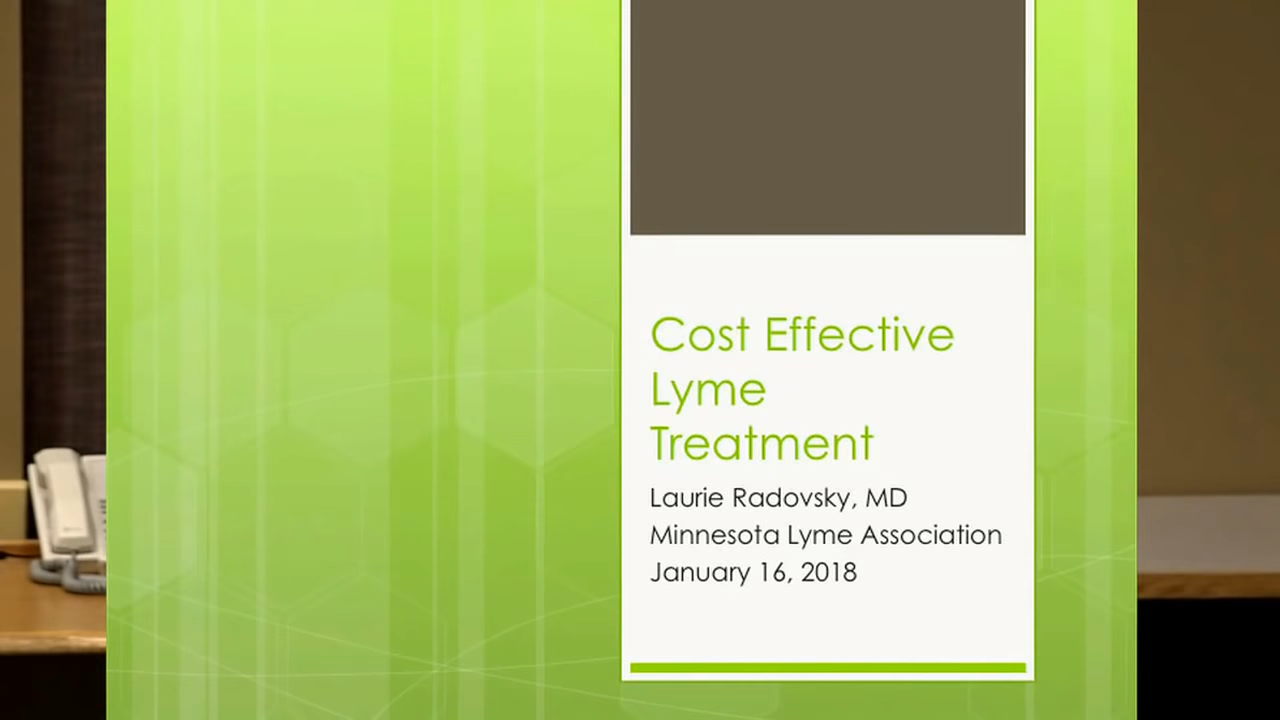 Cost Effective
Lyme
Treatment
Laurie Radovsky, MD
Minnesota Lyme Association
January 16, 2018